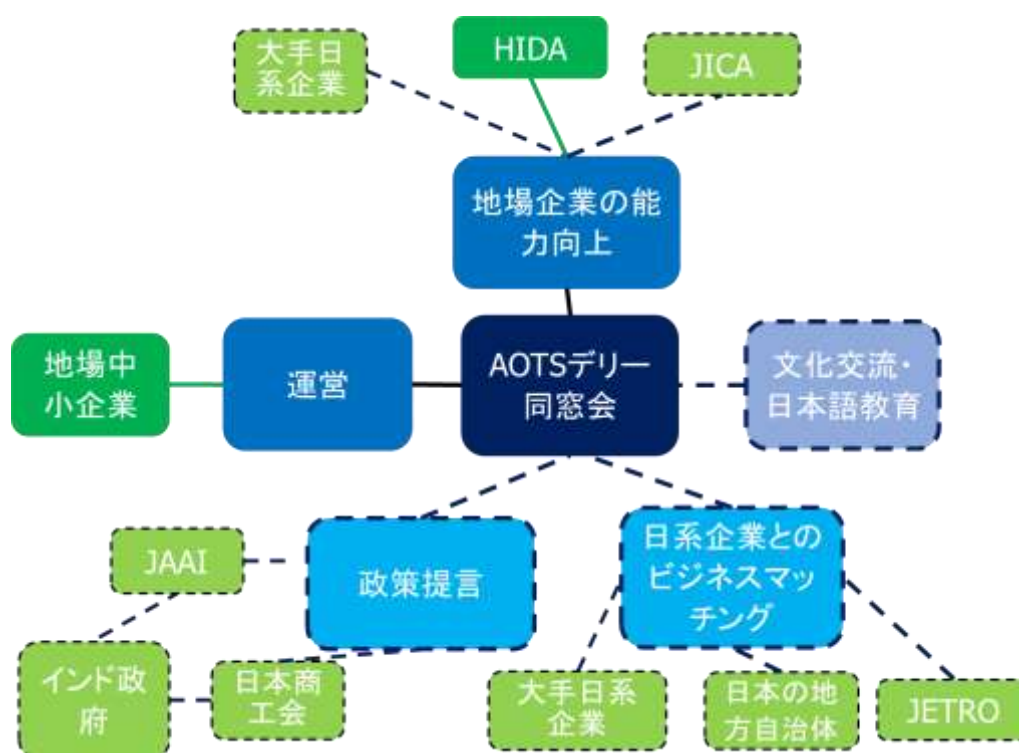 大手日
系企業
HIDA
JICA
地場企業の能
力向上
地場中
小企業
運営
AOTSデリー
同窓会
文化交流・
日本語教育
JAAI
政策提言
日系企業との
ビジネスマッ
チング
インド政
府
日本商
工会
大手日系
企業
日本の地
方自治体
JETRO